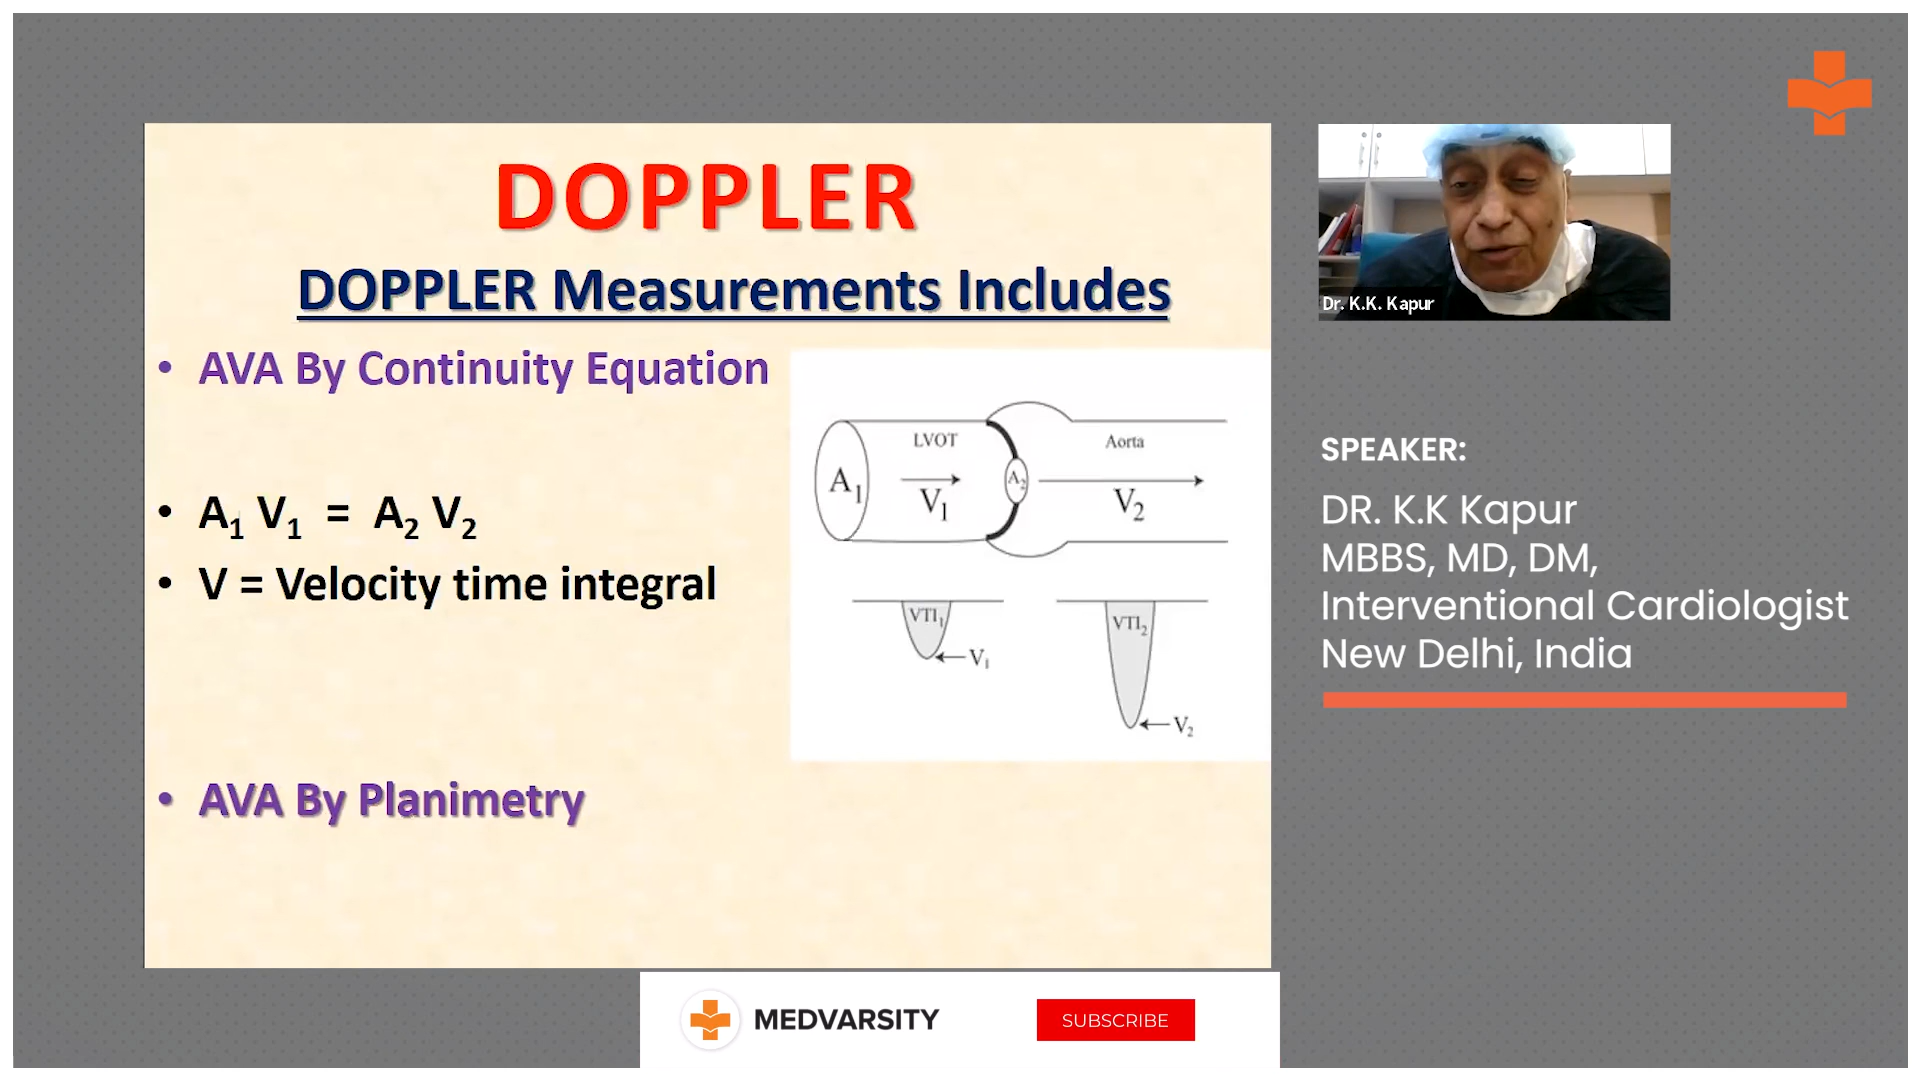 DOPPLER
DOPPLER Measurements Includes
• AVA By Continuity Equation
• A₁ V₁ = A₂ V₂
• V = Velocity time integral
• AVA By Planimetry
LVOT
Aorta
A₁
V₁
A₂
V₂
VTI₁
V₁
VTI₂
V₂
Dr. K.K. Kapur
SPEAKER:
DR. K.K Kapur
MBBS, MD, DM,
Interventional Cardiologist
New Delhi, India
MEDVARSITY
SUBSCRIBE